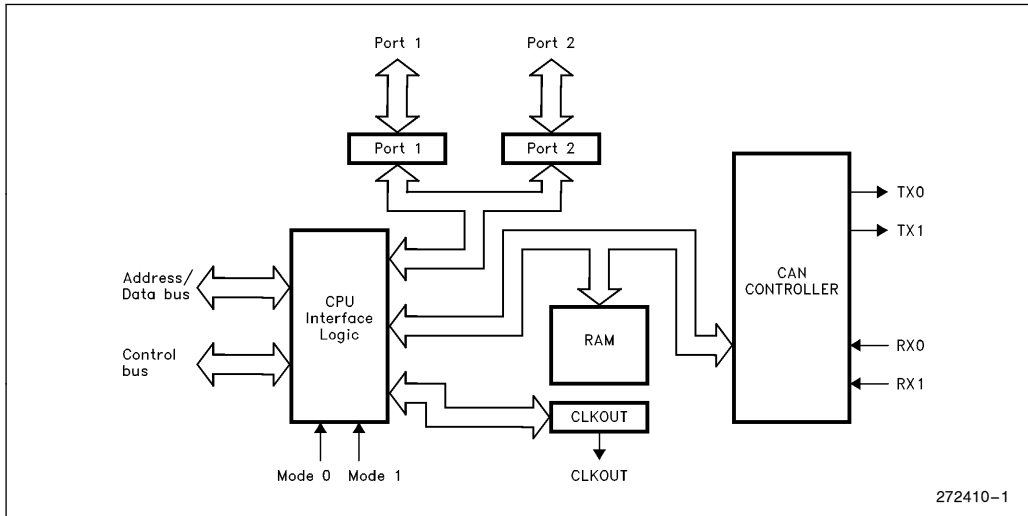 Port 1
Port 2
Port 1
Port 2
TX0
TX1
CAN
CONTROLLER
RX0
RX1
Address/
Data bus
CPU
Interface
Logic
Control
bus
RAM
CLKOUT
Mode 0
Mode 1
CLKOUT
272410-1